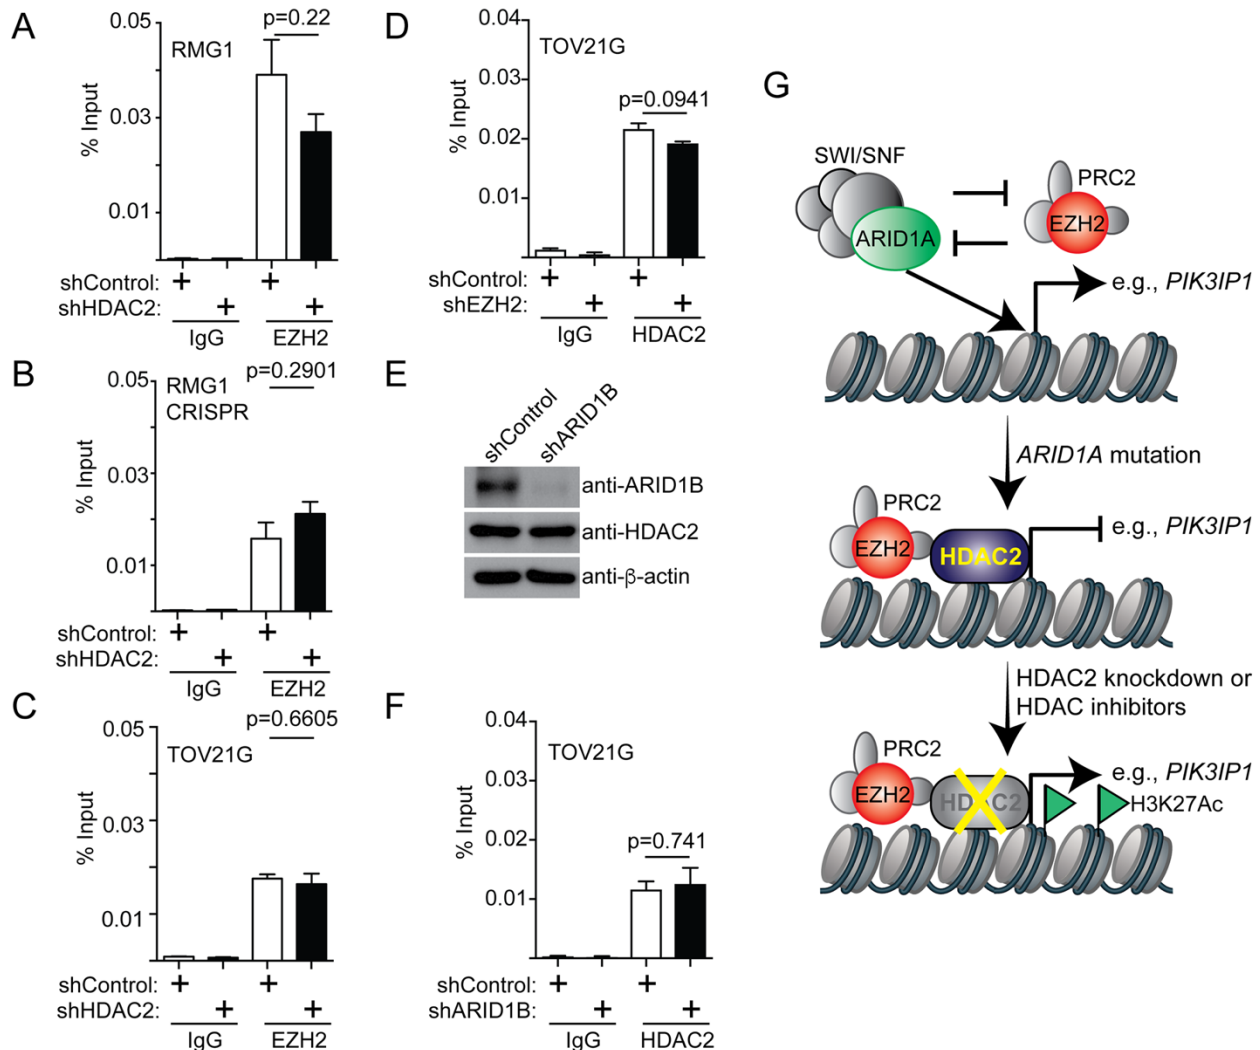 A
RMG1
p=0.22
% Input
0.05
0.03
0.01
shControl: +
+
shHDAC2: +
+
IgG
EZH2
B
RMG1
CRISPR
p=0.2901
% Input
0.05
0.03
0.01
shControl: +
+
shHDAC2: +
+
IgG
EZH2
C
TOV21G
p=0.6605
% Input
0.05
0.03
0.01
shControl: +
+
shHDAC2: +
+
IgG
EZH2
D
TOV21G
p=0.0941
% Input
0.04
0.03
0.02
0.01
shControl: +
+
shEZH2: +
+
IgG
HDAC2
E
shControl
shARID1B
anti-ARID1B
anti-HDAC2
anti-β-actin
F
TOV21G
p=0.741
% Input
0.04
0.03
0.02
0.01
shControl: +
+
shARID1B: +
+
IgG
HDAC2
G
SWI/SNF
ARID1A
PRC2
EZH2
e.g., PIK3IP1
ARID1A mutation
PRC2
EZH2
HDAC2
e.g., PIK3IP1
HDAC2 knockdown or
HDAC inhibitors
PRC2
EZH2
HDAC2
e.g., PIK3IP1
H3K27Ac